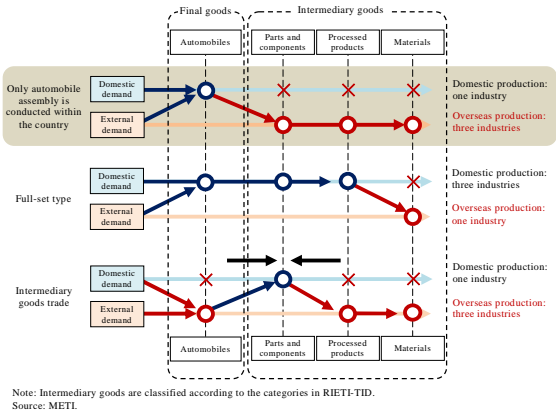 Final goods
Intermediary goods
Automobiles
Parts and
components
Processed
products
Materials
Only automobile
assembly is
conducted within
the country
Domestic
demand
External
demand
Domestic production:
one industry
Overseas production:
three industries
Full-set type
Domestic
demand
External
demand
Domestic production:
three industries
Overseas production:
one industry
Intermediary
goods trade
Domestic
demand
External
demand
Domestic production:
one industry
Overseas production:
three industries
Automobiles
Parts and
components
Processed
products
Materials
Note: Intermediary goods are classified according to the categories in RIETI-TID.
Source: METI.